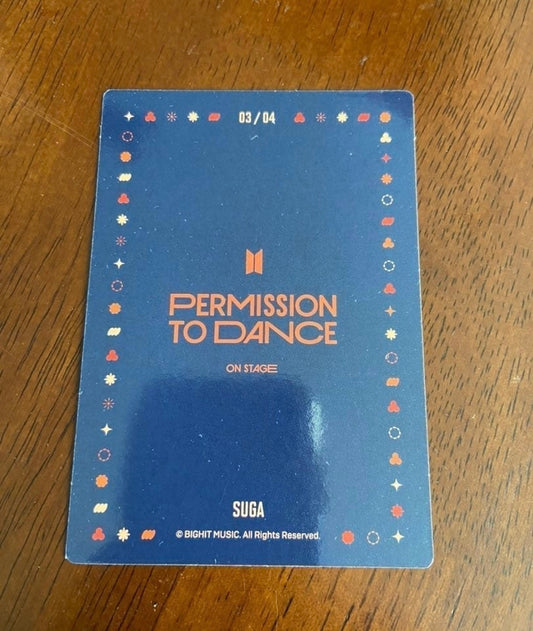 03/04
PERMISSION
TO DANCE
ON STAGE
SUGA
© BIGHIT MUSIC. All Rights Reserved.